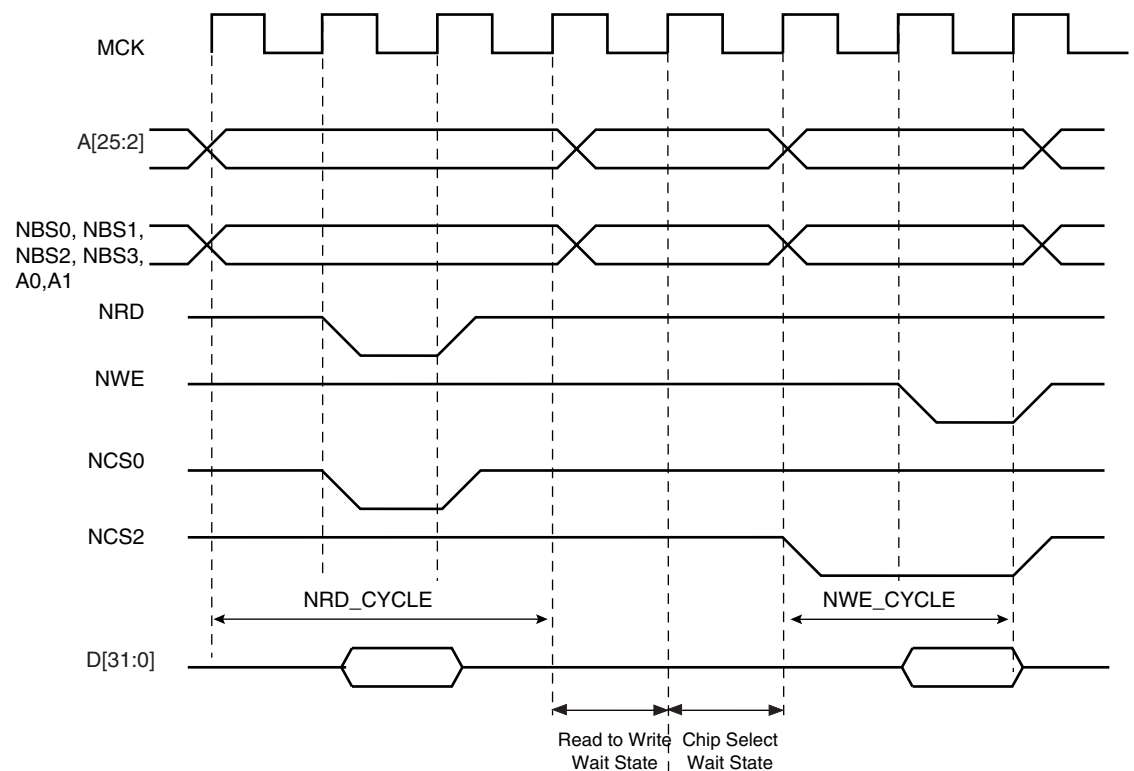 MCK
A[25:2]
NBS0, NBS1,
NBS2, NBS3,
A0,A1
NRD
NWE
NCS0
NCS2
NRD_CYCLE
NWE_CYCLE
D[31:0]
Read to Write
Wait State
Chip Select
Wait State